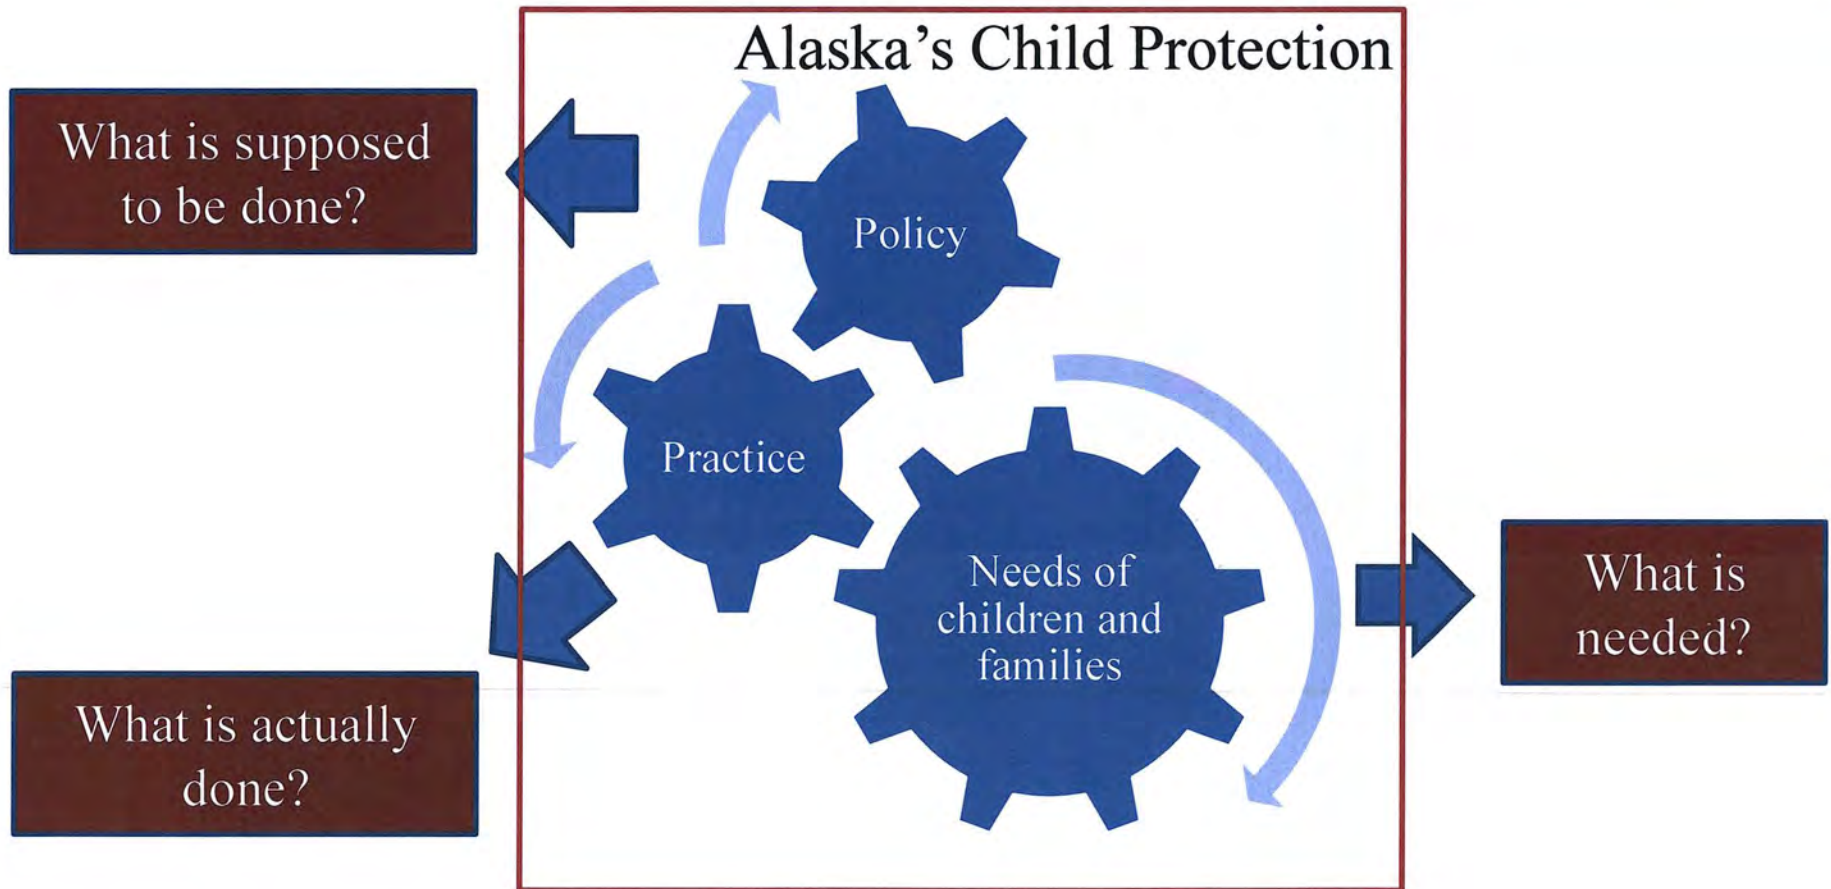 Alaska’s Child Protection
What is supposed
to be done?
Policy
Practice
Needs of
children and
families
What is
needed?
What is actually
done?